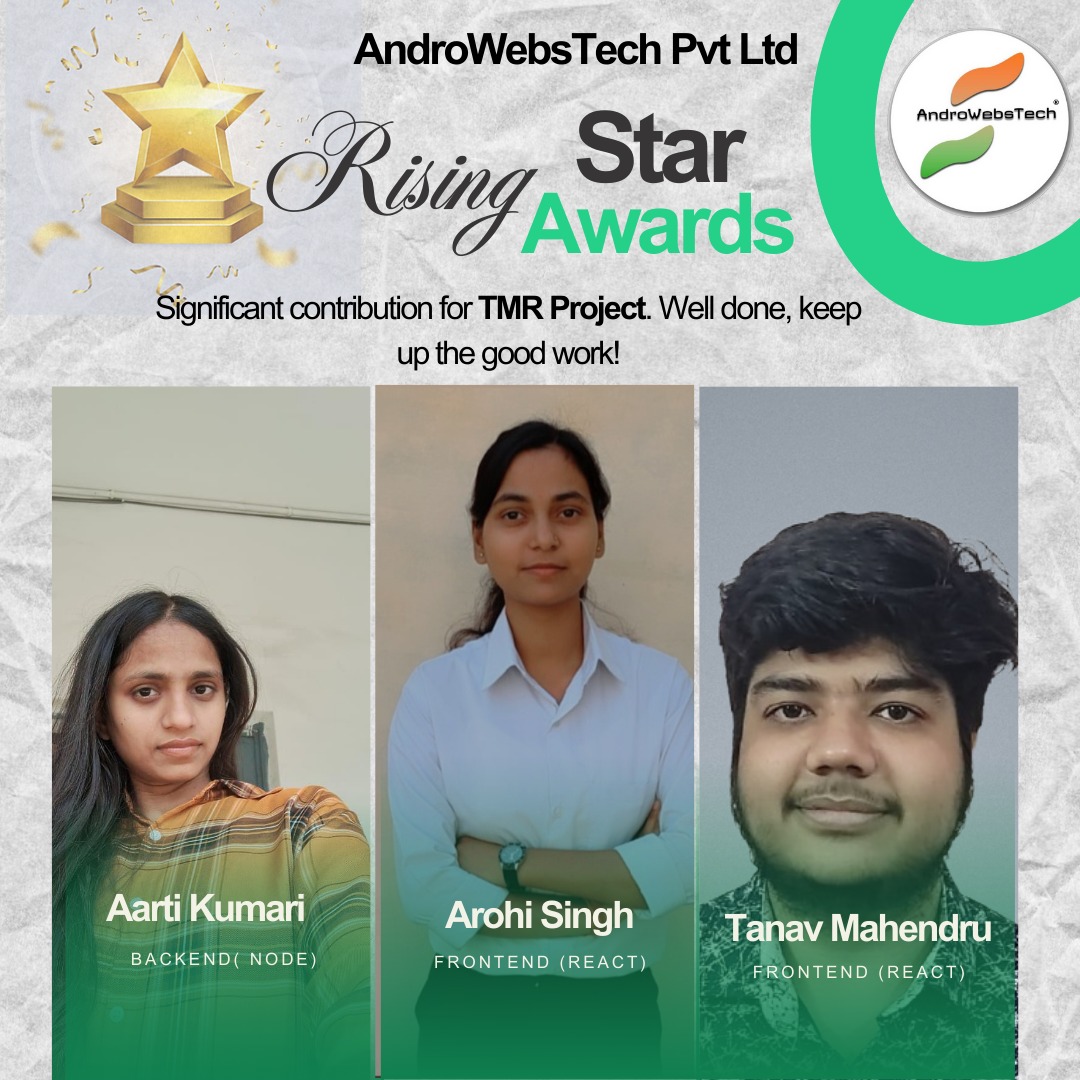 AndroWebsTech Pvt Ltd
AndroWebsTech®
Rising Star
Awards
Significant contribution for TMR Project. Well done, keep
up the good work!
Aarti Kumari
BACKEND( NODE)
Arohi Singh
FRONTEND (REACT)
Tanav Mahendru
FRONTEND (REACT)